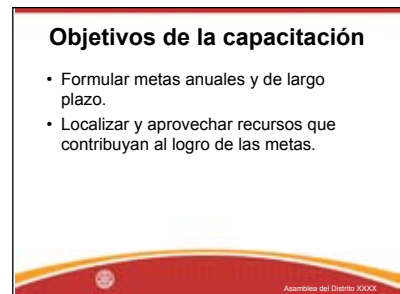 Objetivos de la capacitación
• Formular metas anuales y de largo
plazo.
• Localizar y aprovechar recursos que
contribuyan al logro de las metas.
Asamblea del Distrito XXXX